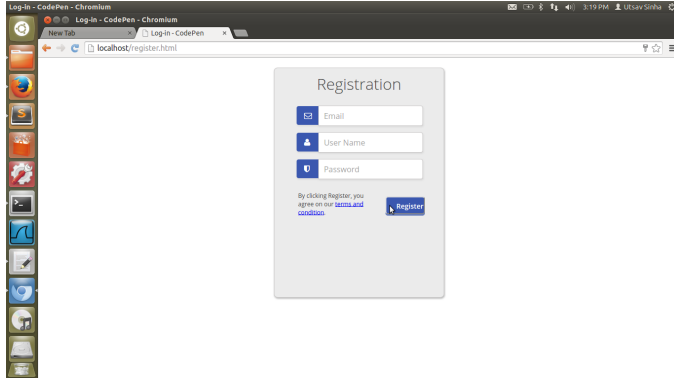 Log-in - CodePen - Chromium
3:19 PM
Utsav Sinha
Log-in - CodePen - Chromium
New Tab
Log-in - CodePen
localhost/register.html
Registration
Email
User Name
Password
By clicking Register, you
agree on our terms and
condition.
Register